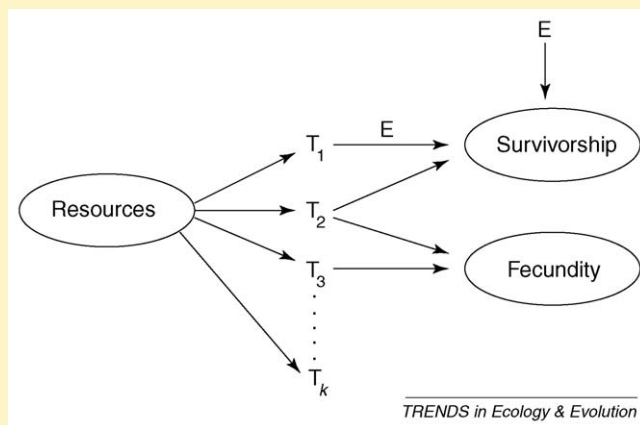 E
T1
E
Survivorship
Resources
T2
T3
Fecundity
Tk
TRENDS in Ecology & Evolution